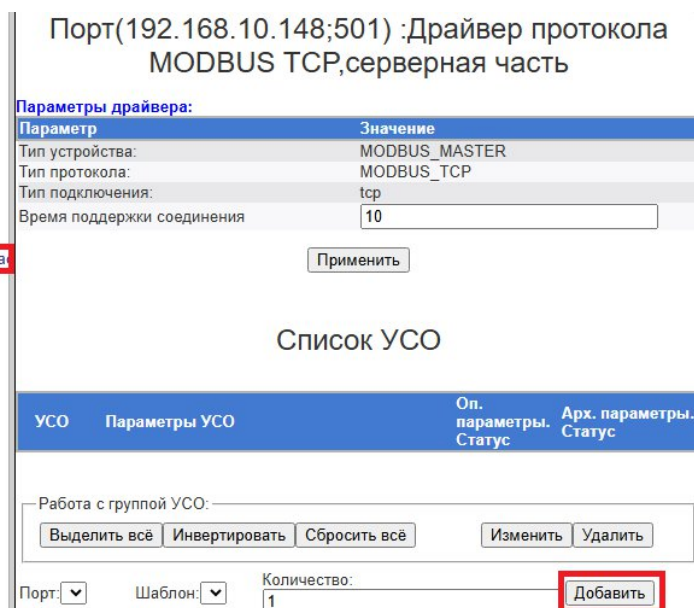 Порт(192.168.10.148;501) :Драйвер протокола
MODBUS TCP,серверная часть
Параметры драйвера:
Параметр Значение
Тип устройства: MODBUS_MASTER
Тип протокола: MODBUS_TCP
Тип подключения: tcp
Время поддержки соединения 10
Применить
Список УСО
УСО Параметры УСО Оп. параметры. Статус Арх. параметры. Статус
Работа с группой УСО:
Выделить всё Инвертировать Сбросить всё Изменить Удалить
Порт: Шаблон: Количество: 1 Добавить